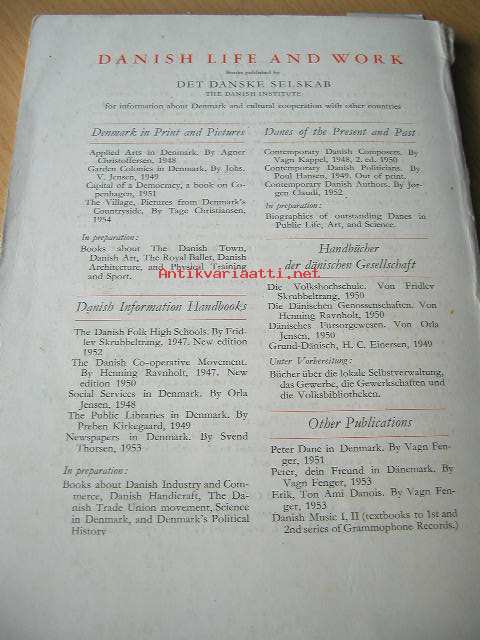 DANISH LIFE AND WORK
Books published by
DET DANSKE SELSKAB
THE DANISH INSTITUTE
for information about Denmark and cultural cooperation with other countries
Denmark in Print and Pictures
Applied Arts in Denmark. By Agner
Christoffersen, 1948
Garden Colonies in Denmark. By Johs.
V. Jensen, 1949
Capital of a Democracy, a book on Co-
penhagen, 1951
The Village, Pictures from Denmark's
Countryside. By Tage Christiansen,
1954
In preparation:
Books about The Danish Town,
Danish Art, The Royal Ballet, Danish
Architecture, and Physical Training
and Sport.
Danish Information Handbooks
The Danish Folk High Schools. By Frid-
lev Skrubbeltrang. 1947. New edition
1952
The Danish Co-operative Movement.
By Henning Ravnholt, 1947. New
edition 1950
Social Services in Denmark. By Orla
Jensen. 1948
The Public Libraries in Denmark. By
Preben Kirkegaard, 1949
Newspapers in Denmark. By Svend
Thorsen, 1953
In preparation:
Books about Danish Industry and Com-
merce, Danish Handicraft, The Da-
nish Trade Union movement, Science
in Denmark, and Denmark's Political
History
Danes of the Present and Past
Contemporary Danish Composers. By
Vagn Kappel, 1948, 2. ed. 1950
Contemporary Danish Politicians. By
Poul Hansen, 1949. Out of print.
Contemporary Danish Authors. By Jør-
gen Claudi, 1952
In preparation:
Biographies of outstanding Danes in
Public Life, Art, and Science.
Handbücher
der dänischen Gesellschaft
Die Volkshochschule. Von Fridlev
Skrubbeltrang, 1950
Die Dänischen Genossenschaften. Von
Henning Ravnholt, 1950
Dänisches Fürsorgewesen. Von Orla
Jensen, 1950
Grund-Dänisch, H. C. Einersen, 1949
Unter Vorbereitung:
Bücher über die lokale Selbstverwaltung,
das Gewerbe, die Gewerkschaften und
die Volksbibliotheken.
Other Publications
Peter Dane in Denmark. By Vagn Fen-
ger, 1951
Peter, dein Freund in Dänemark. By
Vagn Fenger, 1953
Erik, Ton Ami Danois. By Vagn Fen-
ger, 1953
Danish Music I, II (textbooks to 1st and
2nd series of Grammophone Records.)
Antikvariaatti.net